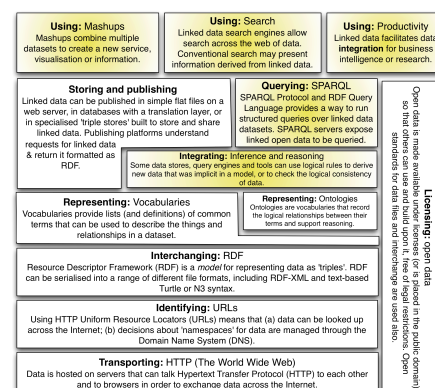 Using: Mashups
Mashups combine multiple
datasets to create a new service,
visualisation or information.
Using: Search
Linked data search engines allow
search across the web of data.
Conventional search may present
information derived from linked data.
Using: Productivity
Linked data facilitates data
integration for business
intelligence or research.
Storing and publishing
Linked data can be published in simple flat files on a
web server, in databases with a translation layer, or
in specialised 'triple stores' built to store and share
linked data. Publishing platforms understand
requests for linked data
& return it formatted as
RDF.
Querying: SPARQL
SPARQL Protocol and RDF Query
Language provides a way to run
structured queries over linked data
datasets. SPARQL servers expose
linked open data to be queried.
Integrating: Inference and reasoning
Some data stores, query engines and tools can use logical rules to derive
new data that was implicit in a model, or to check the logical consistency
of data.
Representing: Vocabularies
Vocabularies provide lists (and definitions) of common
terms that can be used to describe the things and
relationships in a dataset.
Representing: Ontologies
Ontologies are vocabularies that record
the logical relationships between their
terms and support reasoning.
Interchanging: RDF
Resource Descriptor Framework (RDF) is a model for representing data as 'triples'. RDF
can be serialised into a range of different file formats, including RDF-XML and text-based
Turtle or N3 syntax.
Identifying: URLs
Using HTTP Uniform Resource Locators (URLs) means that (a) data can be looked up
across the Internet; (b) decisions about 'namespaces' for data are managed through the
Domain Name System (DNS).
Transporting: HTTP (The World Wide Web)
Data is hosted on servers that can talk Hypertext Transfer Protocol (HTTP) to each other
and to browsers in order to exchange data across the Internet.
Licensing: open data
Open data is made available under licenses (or is placed in the public domain)
so that others can use and build upon it, free of legal restrictions. Open
standards for data files and interchange are used also.